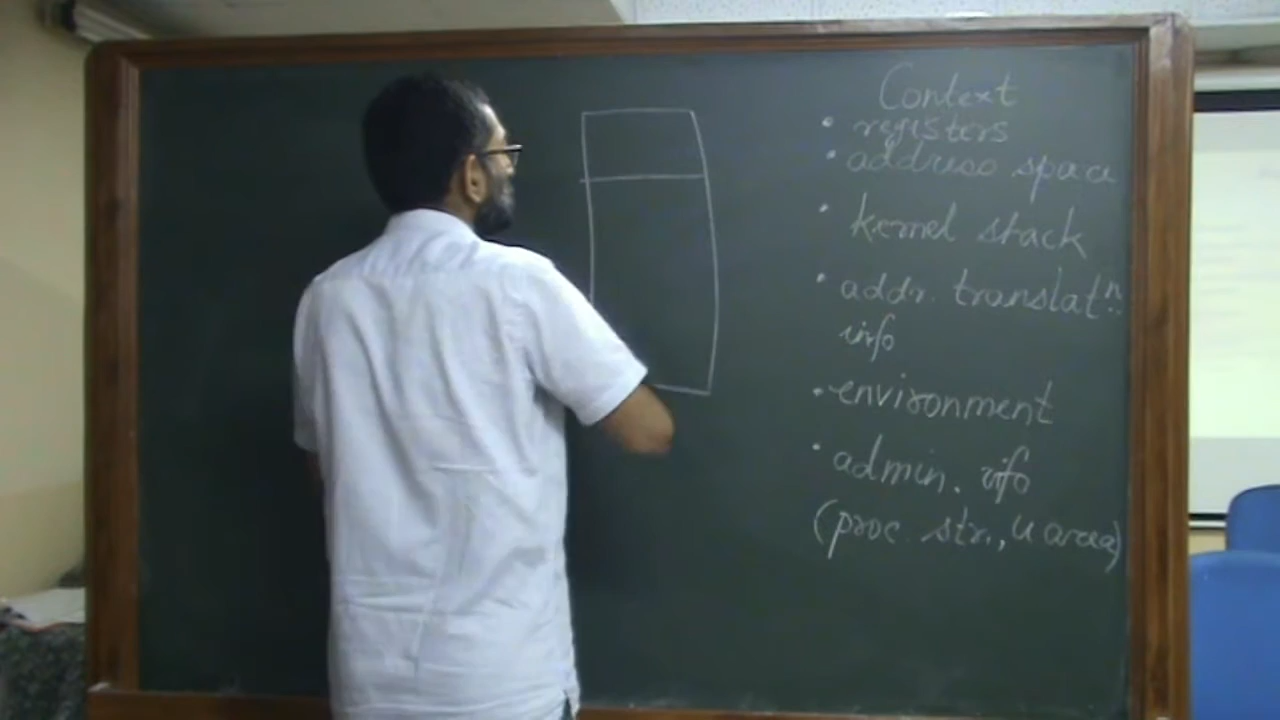 Context
• registers
• address space
• kernel stack
• addr. translatⁿ
info
• environment
• admin. info
(proc. str., u area)